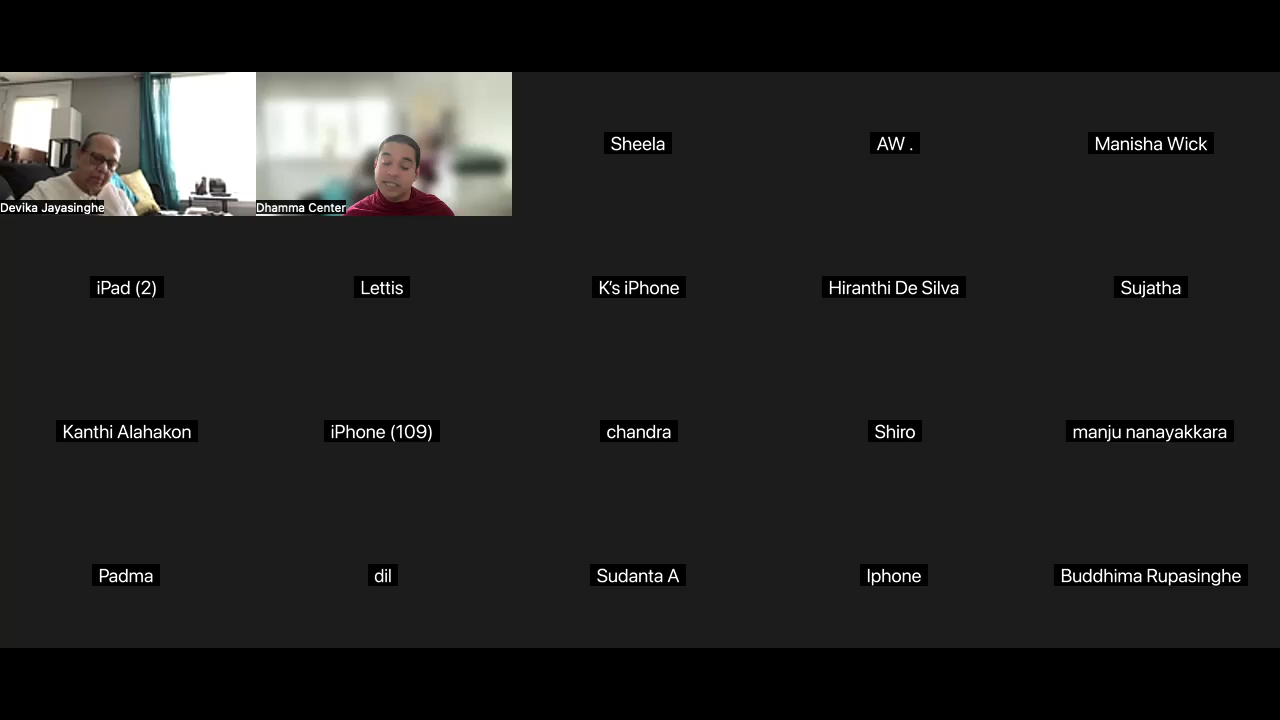 Devika Jayasinghe
Dhamma Center
Sheela
AW .
Manisha Wick
iPad (2)
Lettis
K's iPhone
Hiranthi De Silva
Sujatha
Kanthi Alahakon
iPhone (109)
chandra
Shiro
manju nanayakkara
Padma
dil
Sudanta A
Iphone
Buddhima Rupasinghe